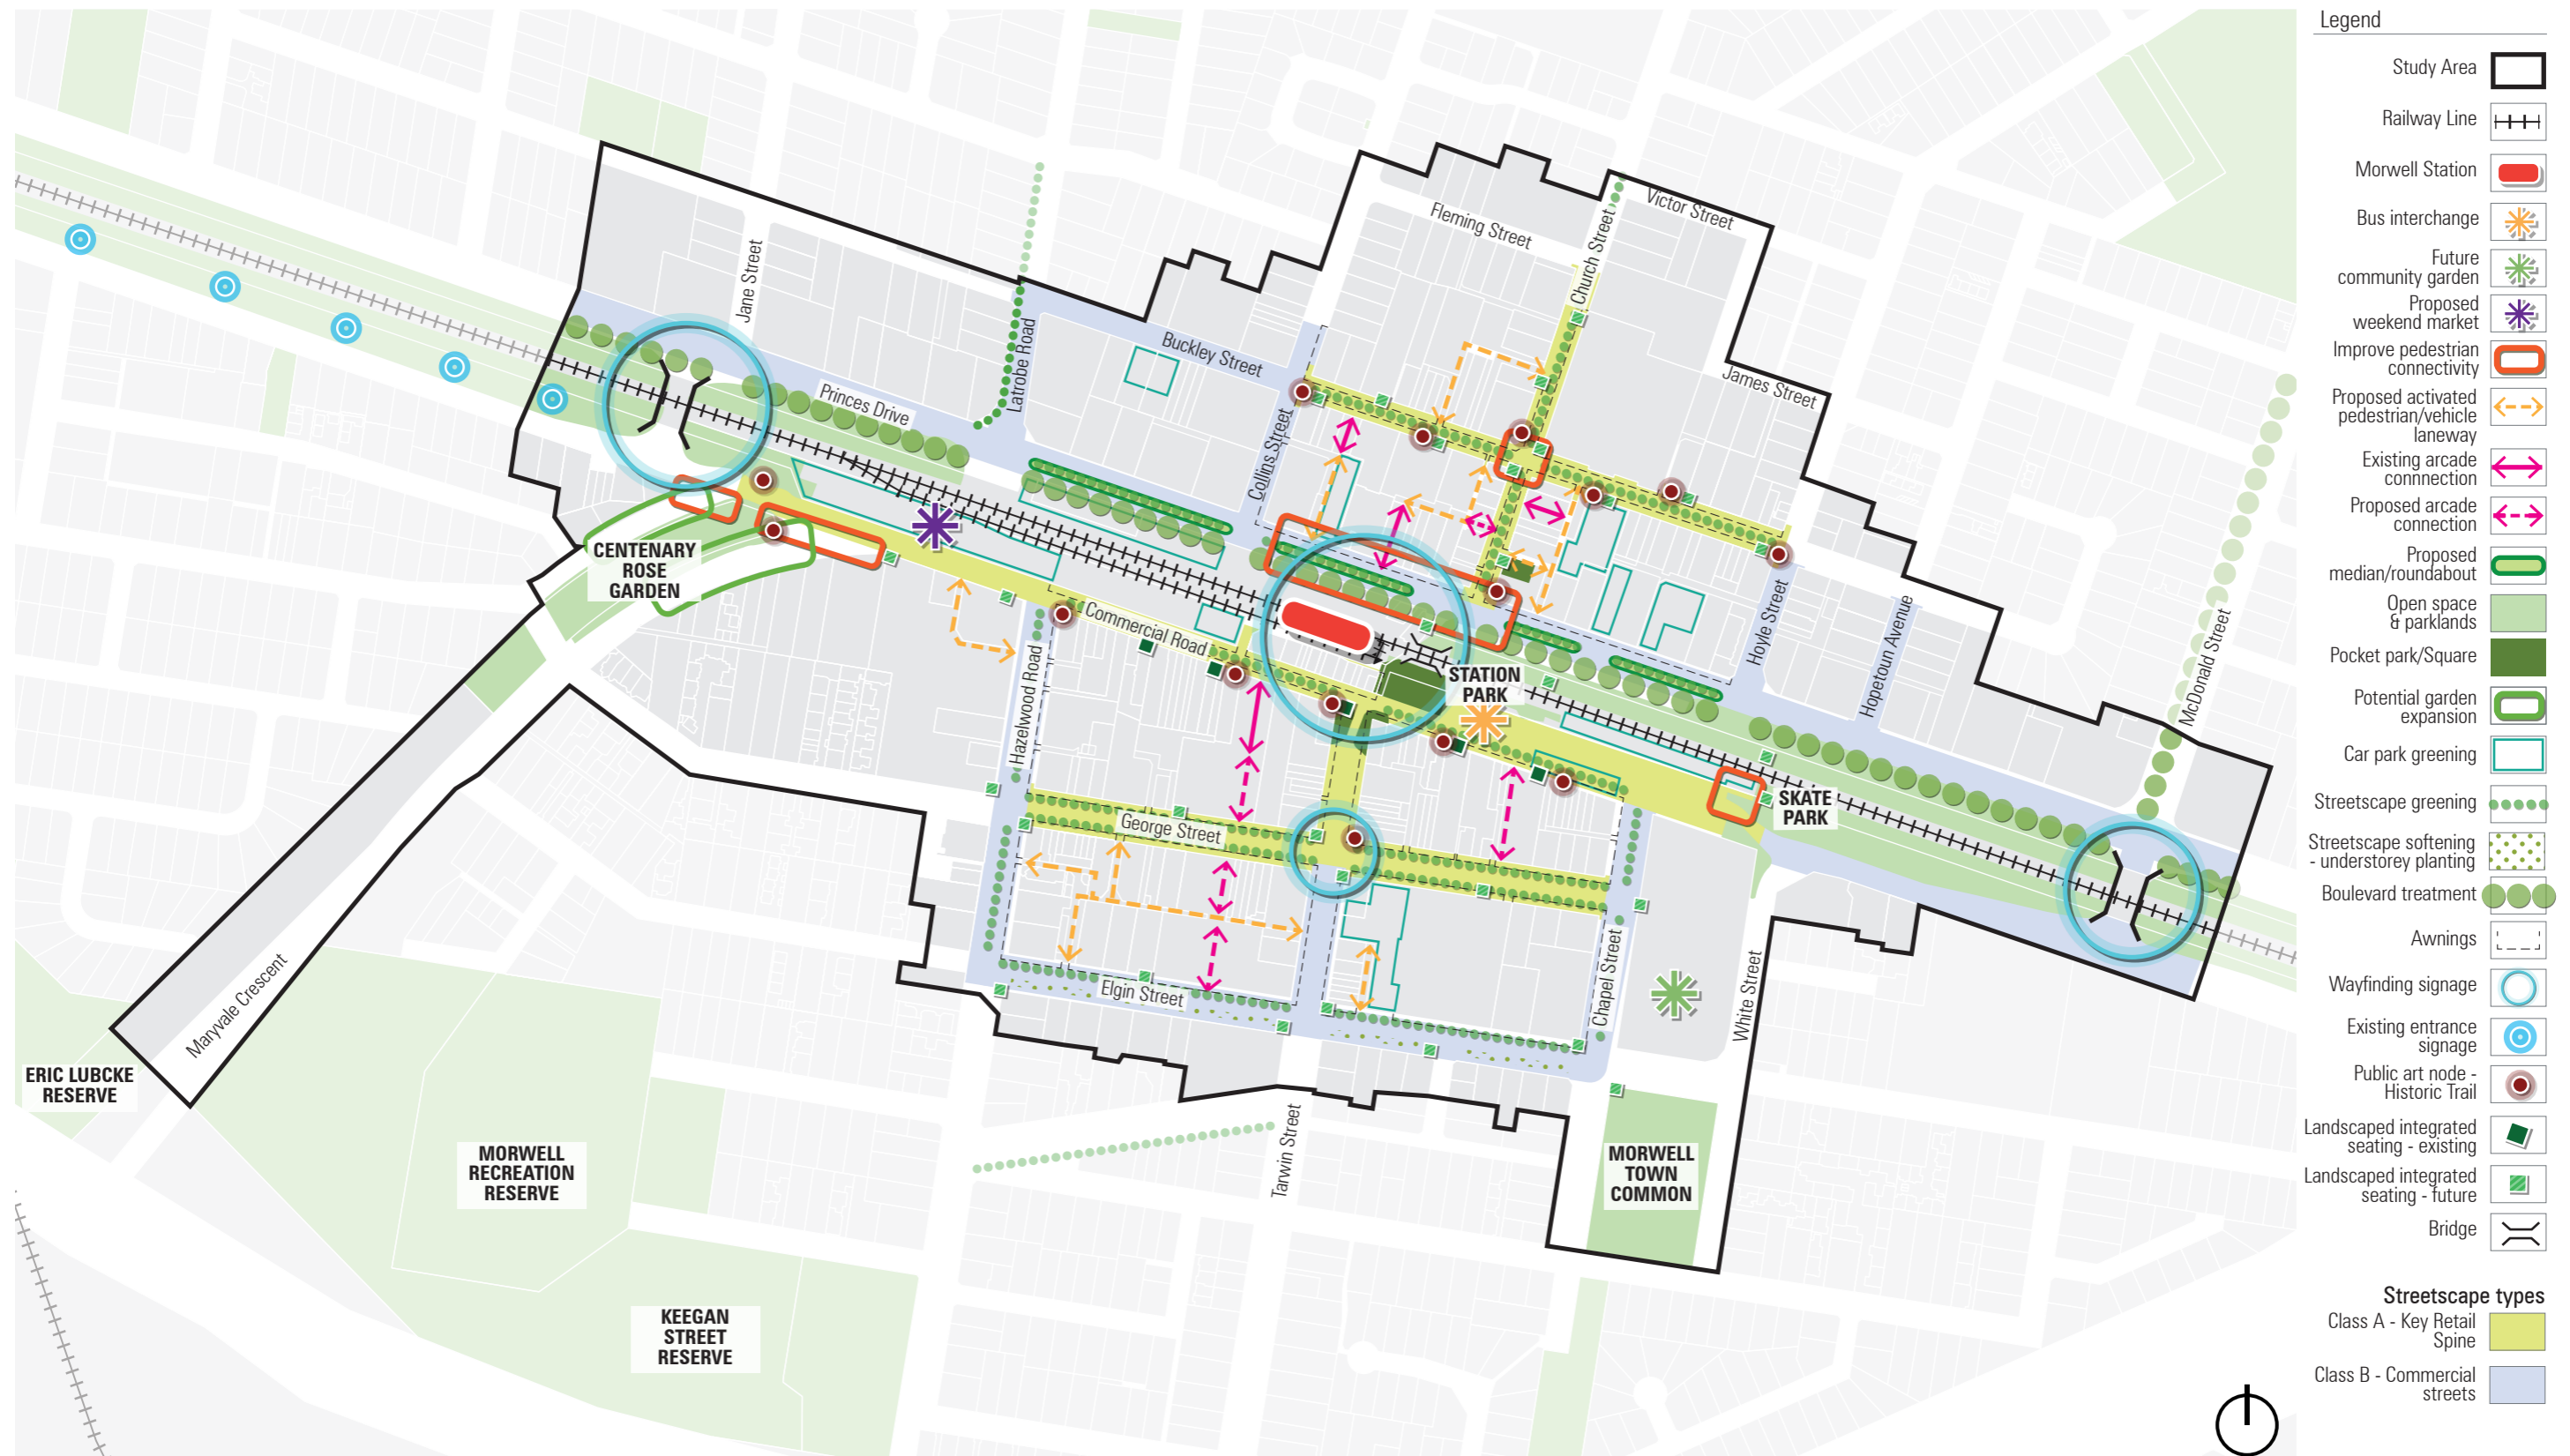 Fleming Street
Victor Street
Church Street
Jane Street
James Street
Latrobe Road
Buckley Street
Princes Drive
Collins Street
CENTENARY
ROSE
GARDEN
Commercial Road
Hoyle Street
Hopetoun Avenue
McDonald Street
STATION
PARK
Hazelwood Road
SKATE
PARK
George Street
Elgin Street
Chapel Street
White Street
Maryvale Crescent
ERIC LUBCKE
RESERVE
MORWELL
RECREATION
RESERVE
Tarwin Street
MORWELL
TOWN
COMMON
KEEGAN
STREET
RESERVE
Legend
Study Area
Railway Line
Morwell Station
Bus interchange
Future
community garden
Proposed
weekend market
Improve pedestrian
connectivity
Proposed activated
pedestrian/vehicle
laneway
Existing arcade
connnection
Proposed arcade
connection
Proposed
median/roundabout
Open space
& parklands
Pocket park/Square
Potential garden
expansion
Car park greening
Streetscape greening
Streetscape softening
- understorey planting
Boulevard treatment
Awnings
Wayfinding signage
Existing entrance
signage
Public art node -
Historic Trail
Landscaped integrated
seating - existing
Landscaped integrated
seating - future
Bridge
Streetscape types
Class A - Key Retail
Spine
Class B - Commercial
streets